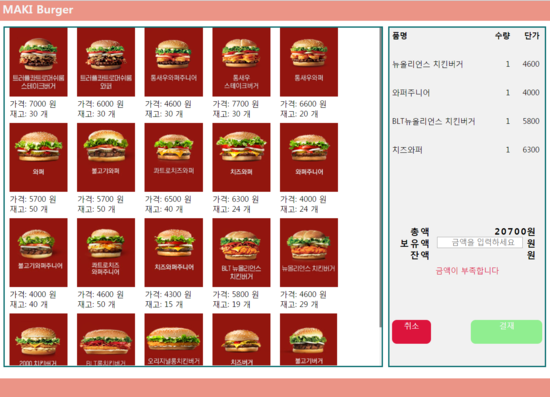 MAKI Burger
품명 수량 단가
트러플콰트로머쉬룸 스테이크버거
트러플콰트로머쉬룸 와퍼
통새우와퍼주니어
통새우 스테이크버거
통새우와퍼
가격: 7000 원 가격: 6000 원 가격: 4600 원 가격: 7700 원 가격: 6600 원
재고: 30 개 재고: 30 개 재고: 30 개 재고: 30 개 재고: 20 개
와퍼 불고기와퍼 콰트로치즈와퍼 치즈와퍼 와퍼주니어
가격: 5700 원 가격: 5700 원 가격: 6500 원 가격: 6300 원 가격: 4000 원
재고: 50 개 재고: 50 개 재고: 40 개 재고: 24 개 재고: 24 개
불고기와퍼주니어
콰트로치즈 와퍼주니어
치즈와퍼주니어
BLT 뉴올리언스 치킨버거
뉴올리언스 치킨버거
가격: 4000 원 가격: 4600 원 가격: 4300 원 가격: 5800 원 가격: 4600 원
재고: 40 개 재고: 50 개 재고: 15 개 재고: 19 개 재고: 29 개
2000 치킨버거 BLT롱치킨버거 오리지널롱치킨버거 치즈버거 불고기버거
뉴올리언스 치킨버거 1 4600
와퍼주니어 1 4000
BLT뉴올리언스 치킨버거 1 5800
치즈와퍼 1 6300
총액 20700원
보유액 금액을 입력하세요 원
잔액 원
금액이 부족합니다
취소 결제